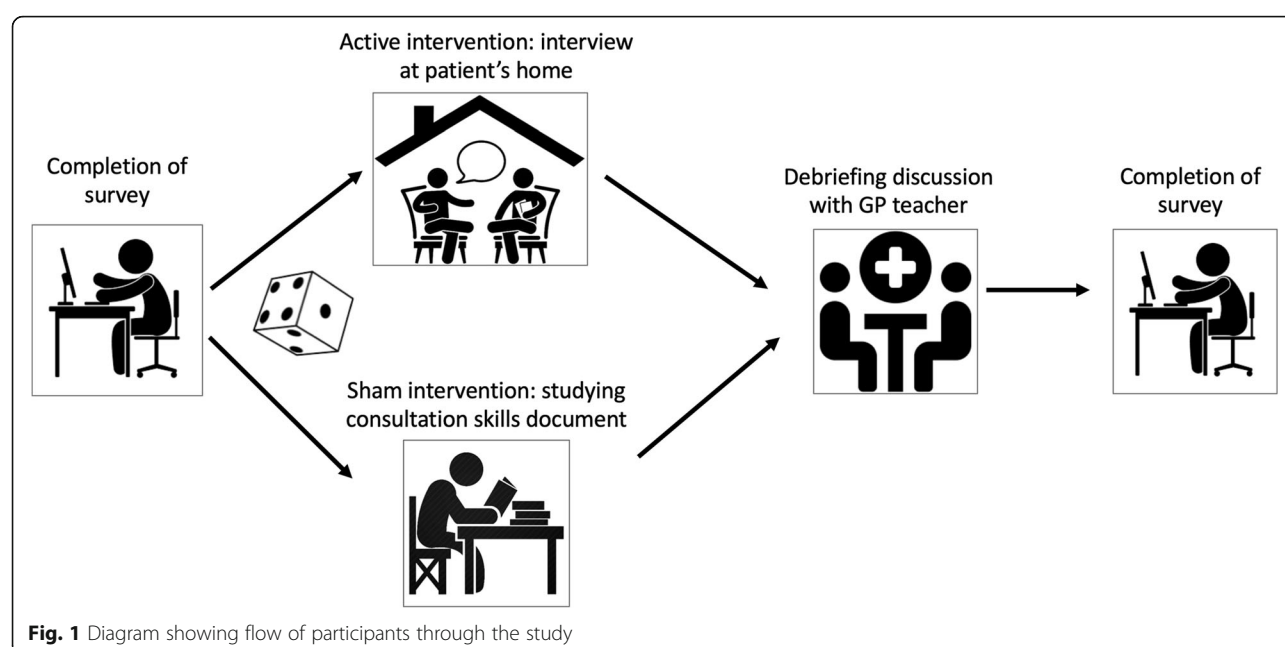 Active intervention: interview
at patient's home
Completion of
survey
Sham intervention: studying
consultation skills document
Debriefing discussion
with GP teacher
Completion of
survey
Fig. 1 Diagram showing flow of participants through the study